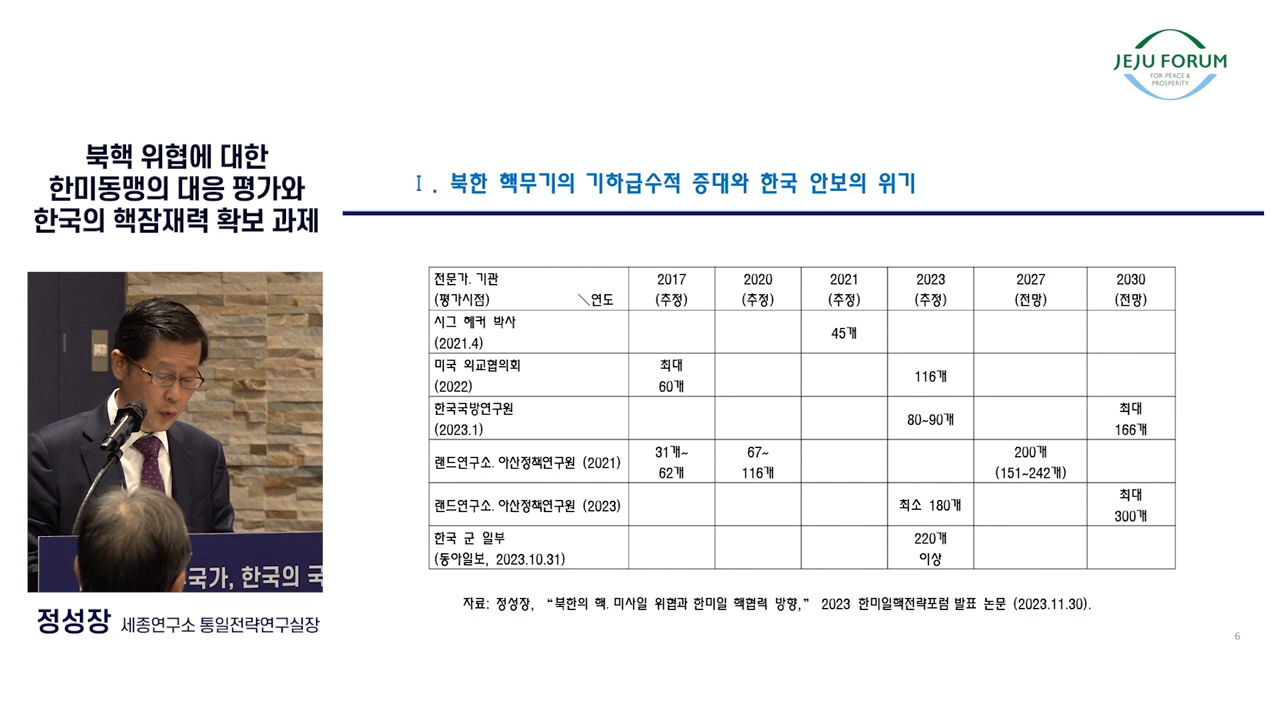 JEJU FORUM
FOR PEACE &
PROSPERITY
북핵 위협에 대한
한미동맹의 대응 평가와
한국의 핵잠재력 확보 과제
Ⅰ. 북한 핵무기의 기하급수적 증대와 한국 안보의 위기
전문가. 기관 2017 2020 2021 2023 2027 2030
(평가시점) ＼연도 (추정) (추정) (추정) (추정) (전망) (전망)
시그 헤커 박사
(2021.4) 45개
미국 외교협의회 최대
(2022) 60개 116개
한국국방연구원 최대
(2023.1) 80~90개 166개
랜드연구소. 아산정책연구원 (2021) 31개~ 67~ 200개
62개 116개 (151~242개)
랜드연구소. 아산정책연구원 (2023) 최소 180개 최대
300개
한국 군 일부 220개
(동아일보, 2023.10.31) 이상
자료: 정성장, “북한의 핵. 미사일 위협과 한미일 핵협력 방향,” 2023 한미일핵전략포럼 발표 논문 (2023.11.30).
국가, 한국의 국
정성장 세종연구소 통일전략연구실장
6